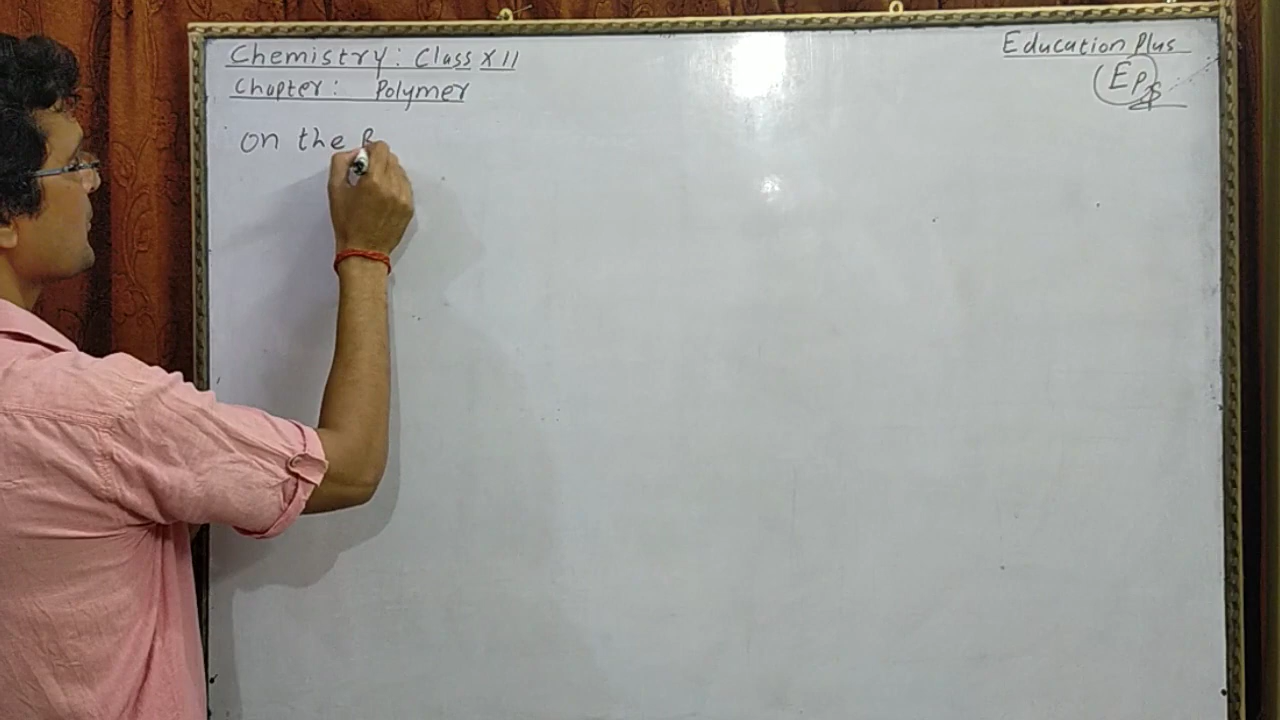 Chemistry: Class XII
Chapter: Polymer
on the
Education Plus
EP